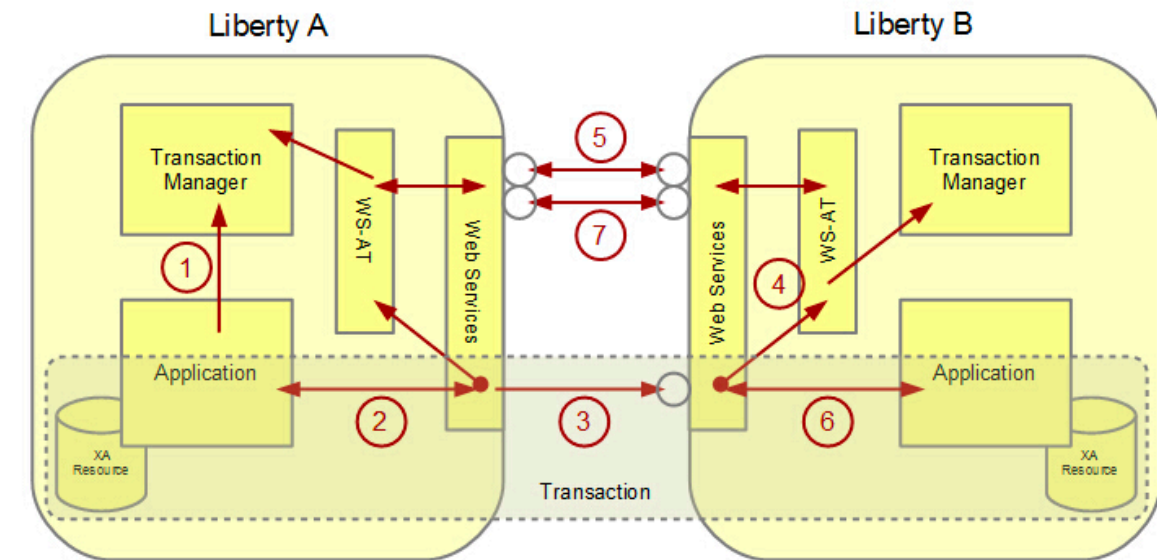 Liberty A
Liberty B
Transaction
Manager
WS-AT
Web Services
5
7
Web Services
WS-AT
Transaction
Manager
1
4
Application
2
3
6
Application
XA
Resource
Transaction
XA
Resource